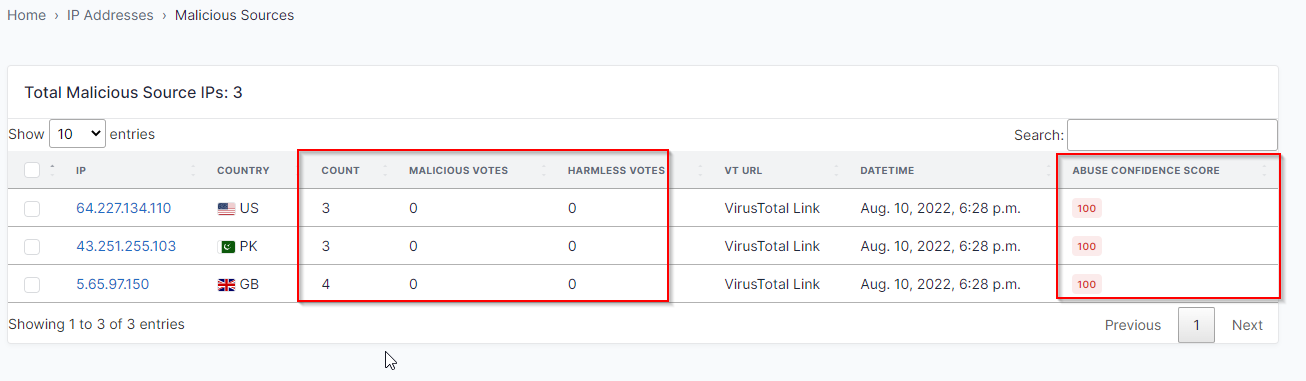 Home › IP Addresses › Malicious Sources
Total Malicious Source IPs: 3
Show 10 entries Search:
IP COUNTRY COUNT MALICIOUS VOTES HARMLESS VOTES VT URL DATETIME ABUSE CONFIDENCE SCORE
64.227.134.110 US 3 0 0 VirusTotal Link Aug. 10, 2022, 6:28 p.m. 100
43.251.255.103 PK 3 0 0 VirusTotal Link Aug. 10, 2022, 6:28 p.m. 100
5.65.97.150 GB 4 0 0 VirusTotal Link Aug. 10, 2022, 6:28 p.m. 100
Showing 1 to 3 of 3 entries Previous 1 Next